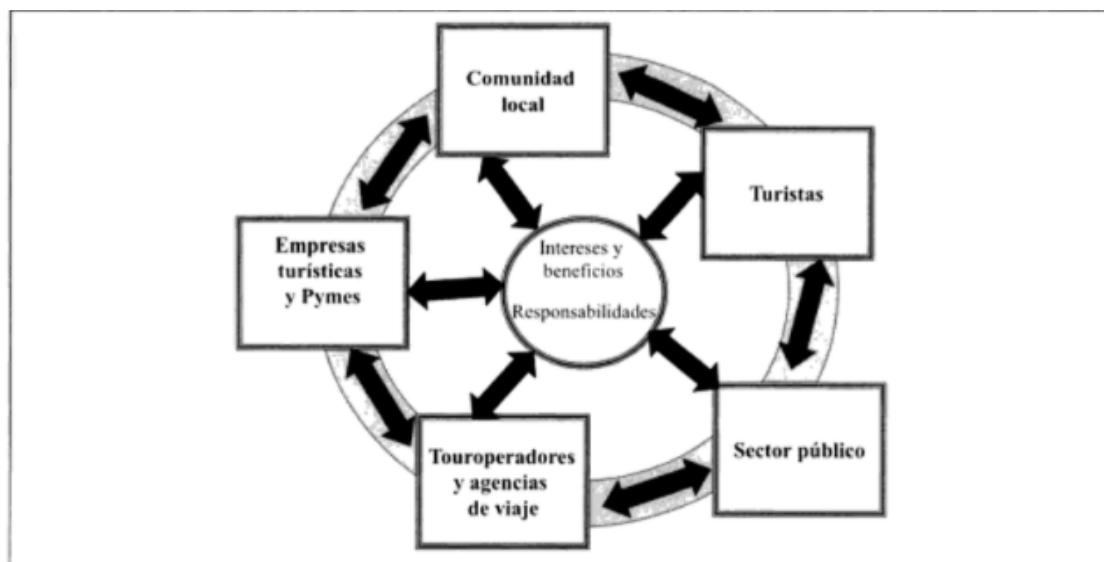 Comunidad
local
Turistas
Empresas
turísticas
y Pymes
Intereses y
beneficios
Responsabilidades
Touroperadores
y agencias
de viaje
Sector público